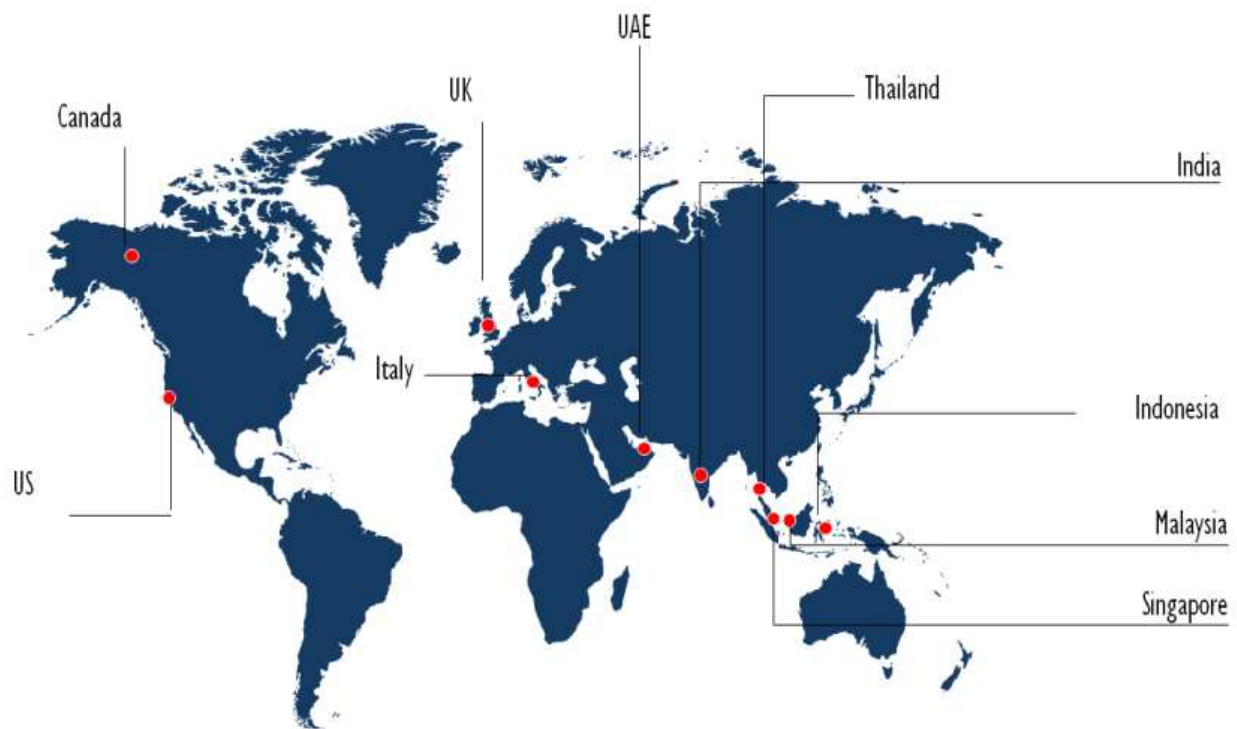 UAE
UK
Thailand
Canada
India
Italy
Indonesia
US
Malaysia
Singapore